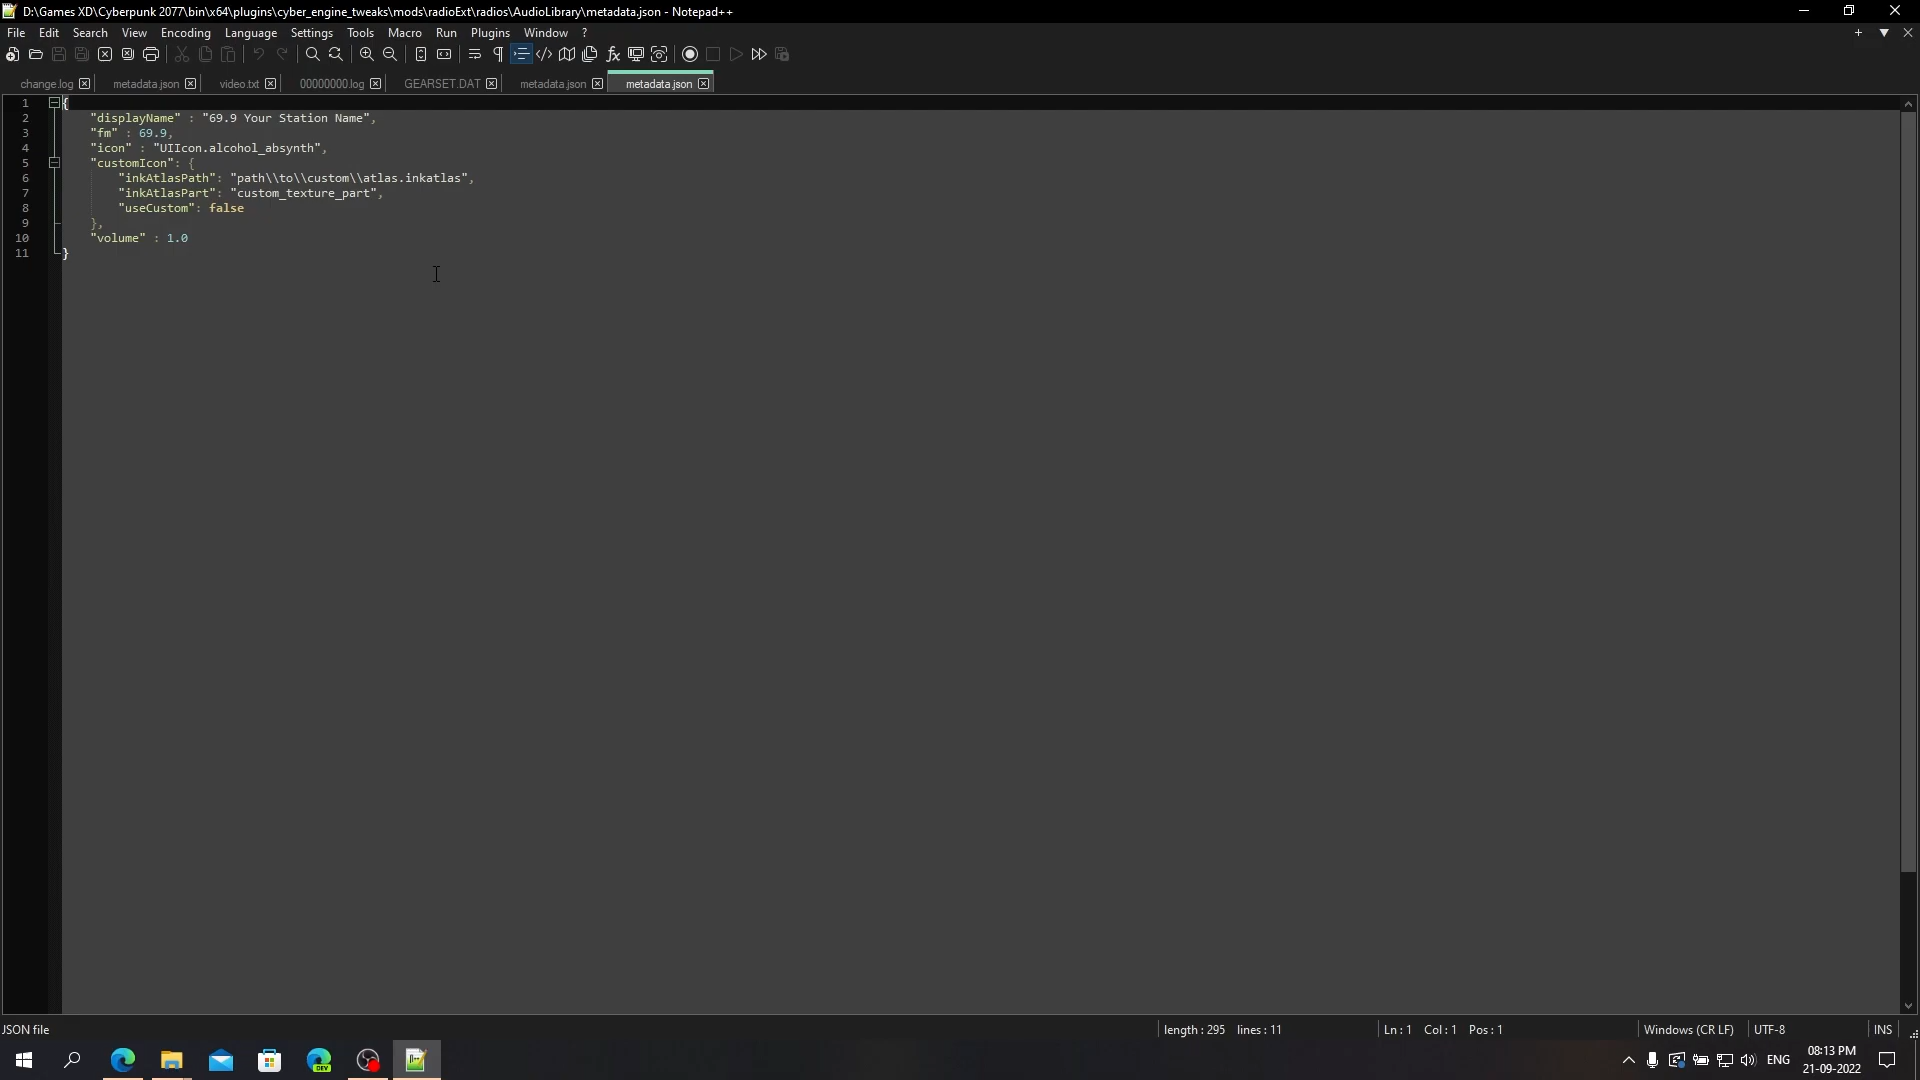 D:\Games XD\Cyberpunk 2077\bin\x64\plugins\cyber_engine_tweaks\mods\radioExt\radios\AudioLibrary\metadata.json - Notepad++
File Edit Search View Encoding Language Settings Tools Macro Run Plugins Window ?
change.log metadata.json video.txt 00000000.log GEARSET.DAT metadata.json metadata.json
1 {
2 "displayName" : "69.9 Your Station Name",
3 "fm" : 69.9,
4 "icon" : "UIIcon.alcohol_absynth",
5 "customIcon": {
6 "inkAtlasPath": "path\\to\\custom\\atlas.inkatlas",
7 "inkAtlasPart": "custom_texture_part",
8 "useCustom": false
9 },
10 "volume" : 1.0
11 }
JSON file length : 295 lines : 11 Ln : 1 Col : 1 Pos : 1 Windows (CR LF) UTF-8 INS
DEV ENG 08:13 PM
21-09-2022